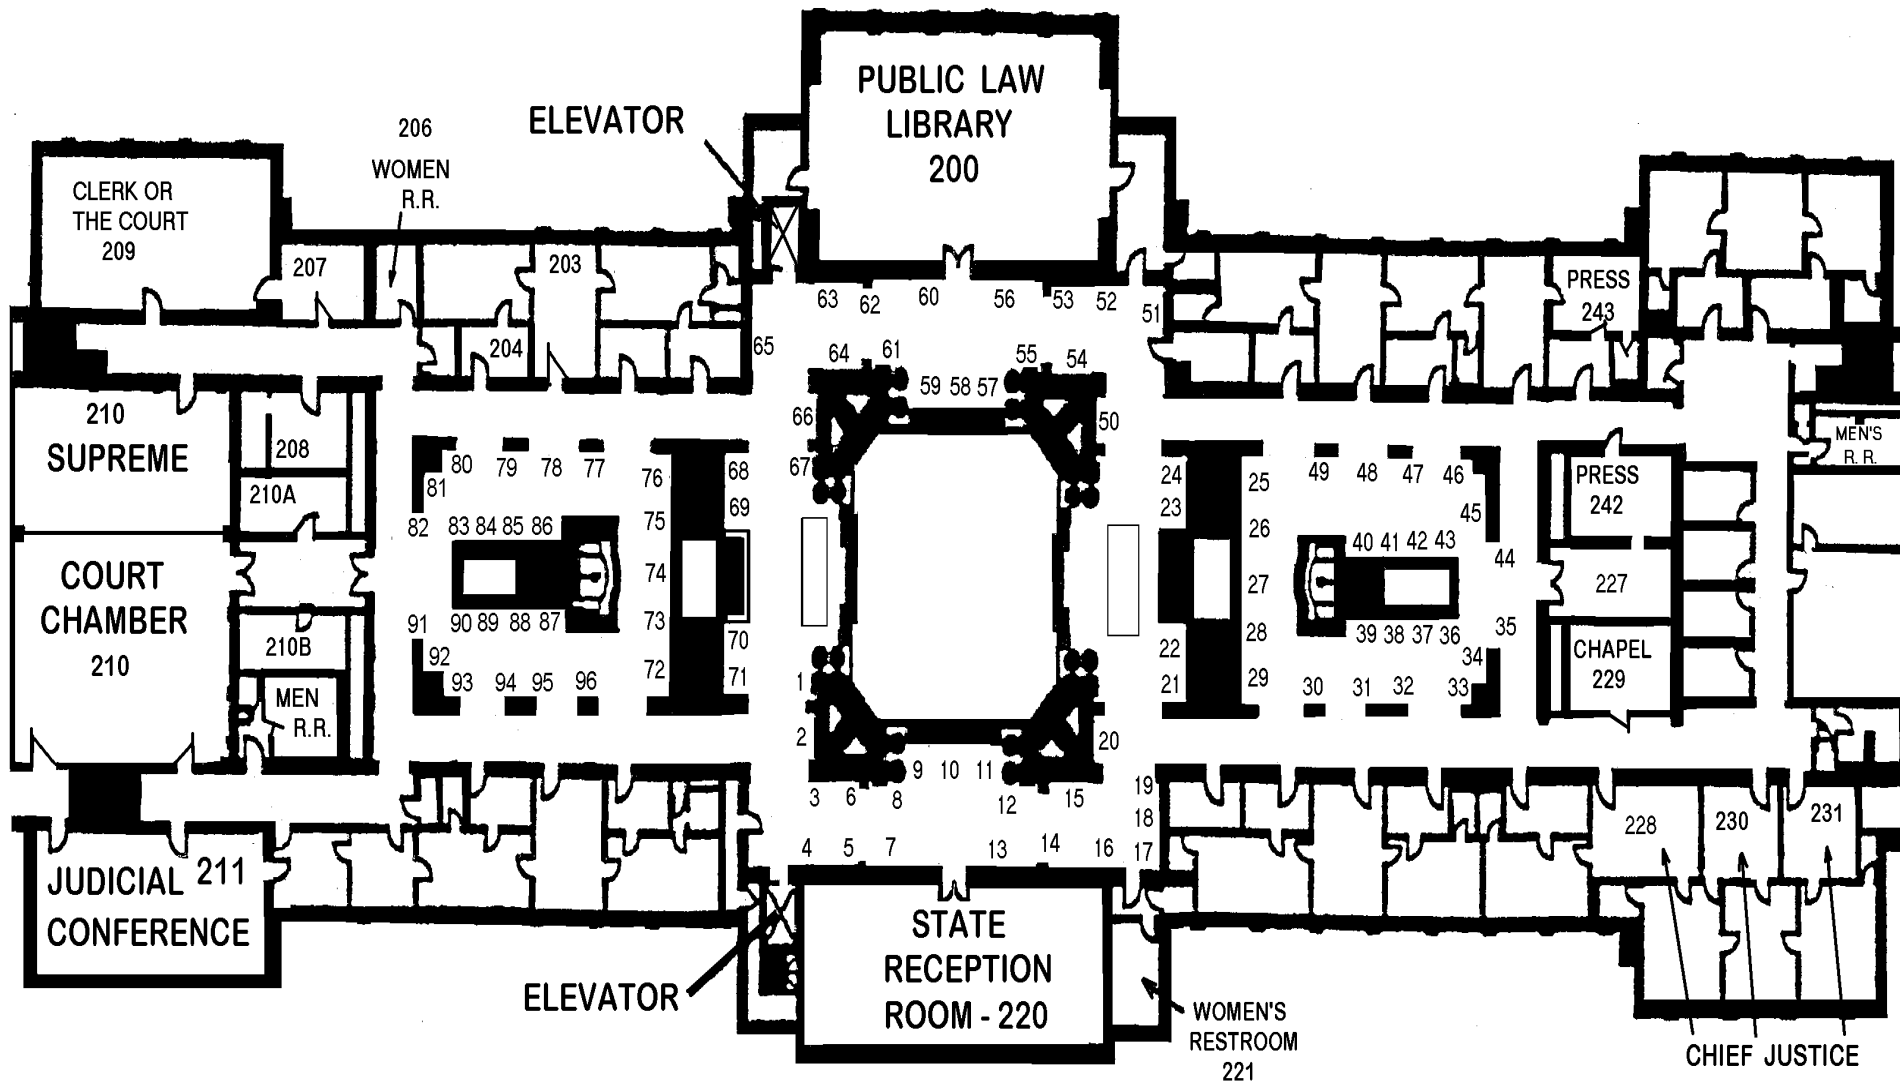 PUBLIC LAW
LIBRARY
200
ELEVATOR
206
WOMEN
R.R.
CLERK OR
THE COURT
209
207
203
204
PRESS
243
63 62 60 56 53 52 51
65 64 61 59 58 57 55 54
66 50
67
210
SUPREME
208
210A
COURT
CHAMBER
210
210B
MEN
R.R.
80 79 78 77 76 68
81
82 83 84 85 86 75 69
74
91 90 89 88 87 73 70
92 72 71
93 94 95 96
24 25 49 48 47 46
23 26 45
40 41 42 43 44
27
22 28 39 38 37 36 35
34
21 29 30 31 32 33
MEN'S
R. R.
PRESS
242
227
CHAPEL
229
1
2 20
9 10 11
3 6 8 12 15 19
18
4 5 7 13 14 16 17
228 230 231
JUDICIAL 211
CONFERENCE
STATE
RECEPTION
ROOM - 220
ELEVATOR
WOMEN'S
RESTROOM
221
CHIEF JUSTICE